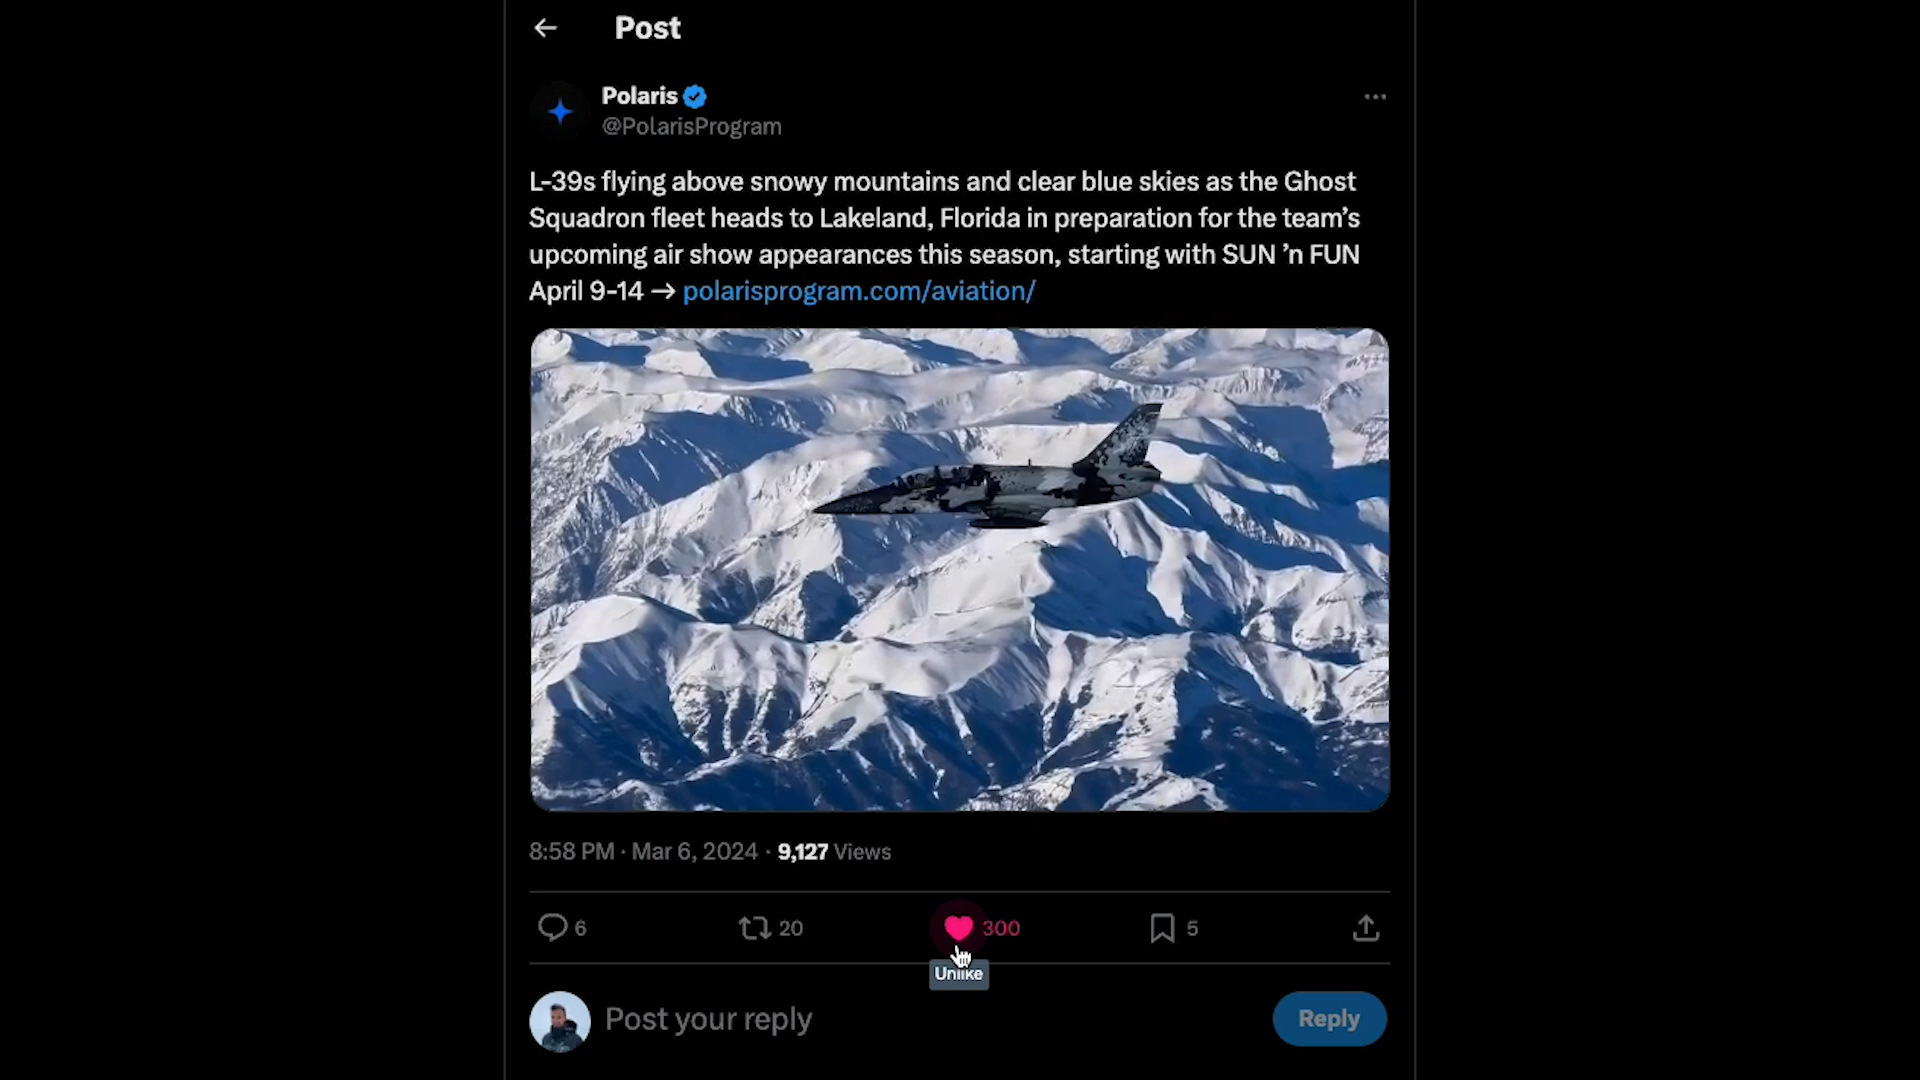 Post
Polaris
@PolarisProgram
L-39s flying above snowy mountains and clear blue skies as the Ghost
Squadron fleet heads to Lakeland, Florida in preparation for the team’s
upcoming air show appearances this season, starting with SUN ’n FUN
April 9-14 → polarisprogram.com/aviation/
8:58 PM · Mar 6, 2024 · 9,127 Views
6 20 300 5
Unlike
Post your reply Reply